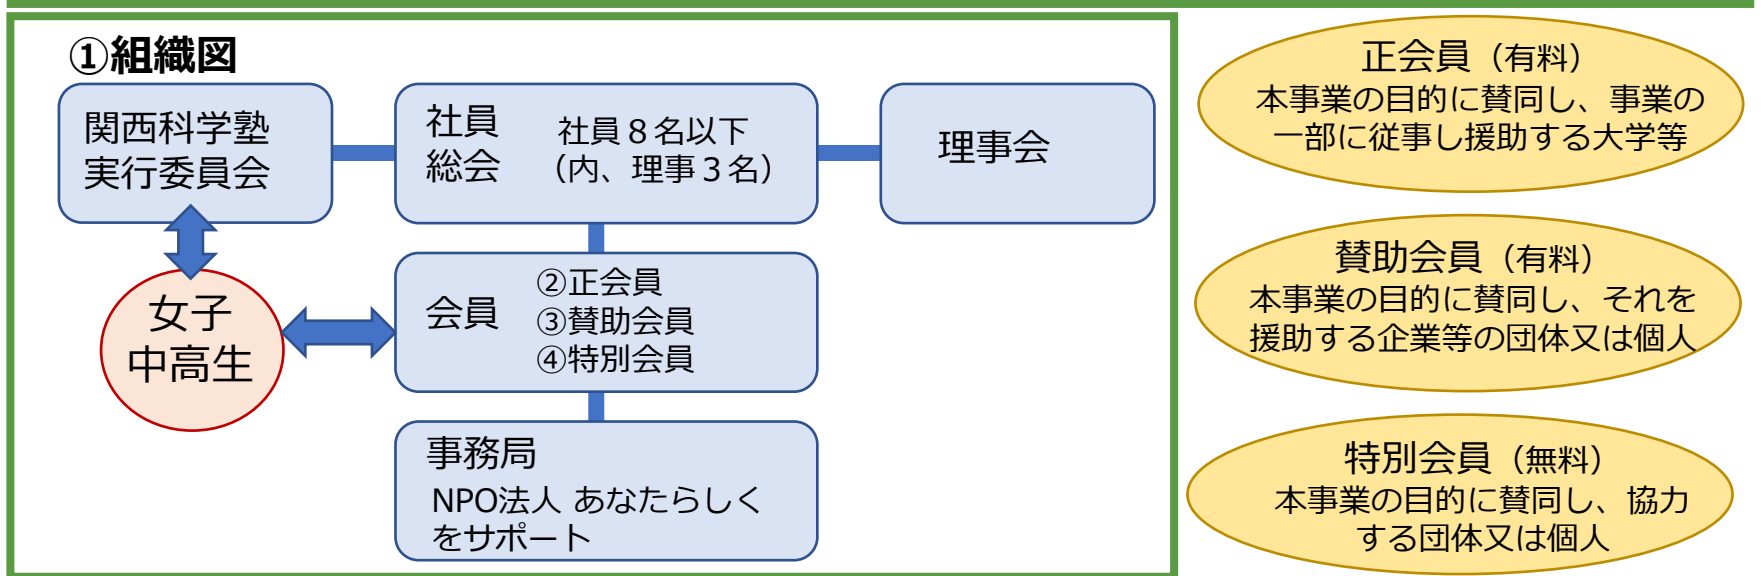 ①組織図
関西科学塾
実行委員会
社員
総会
社員８名以下
（内、理事３名）
理事会
女子
中高生
会員
②正会員
③賛助会員
④特別会員
事務局
NPO法人 あなたらしく
をサポート
正会員（有料）
本事業の目的に賛同し、事業の
一部に従事し援助する大学等
賛助会員（有料）
本事業の目的に賛同し、それを
援助する企業等の団体又は個人
特別会員（無料）
本事業の目的に賛同し、協力
する団体又は個人